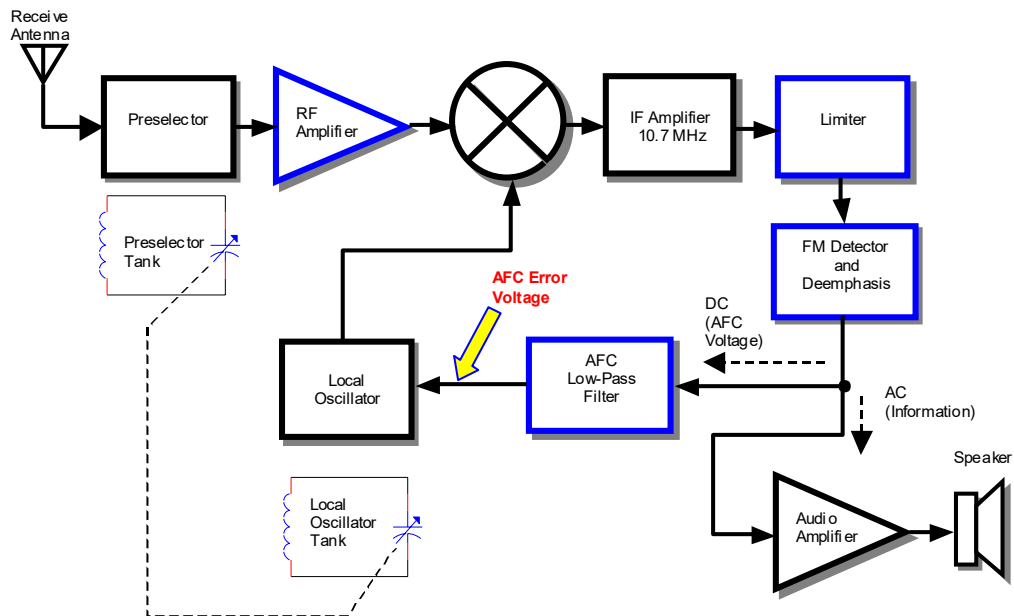 Receive
Antenna
Preselector
RF
Amplifier
IF Amplifier
10.7 MHz
Limiter
Preselector
Tank
FM Detector
and
Deemphasis
AFC Error
Voltage
DC
(AFC
Voltage)
Local
Oscillator
AFC
Low-Pass
Filter
AC
(Information)
Speaker
Local
Oscillator
Tank
Audio
Amplifier